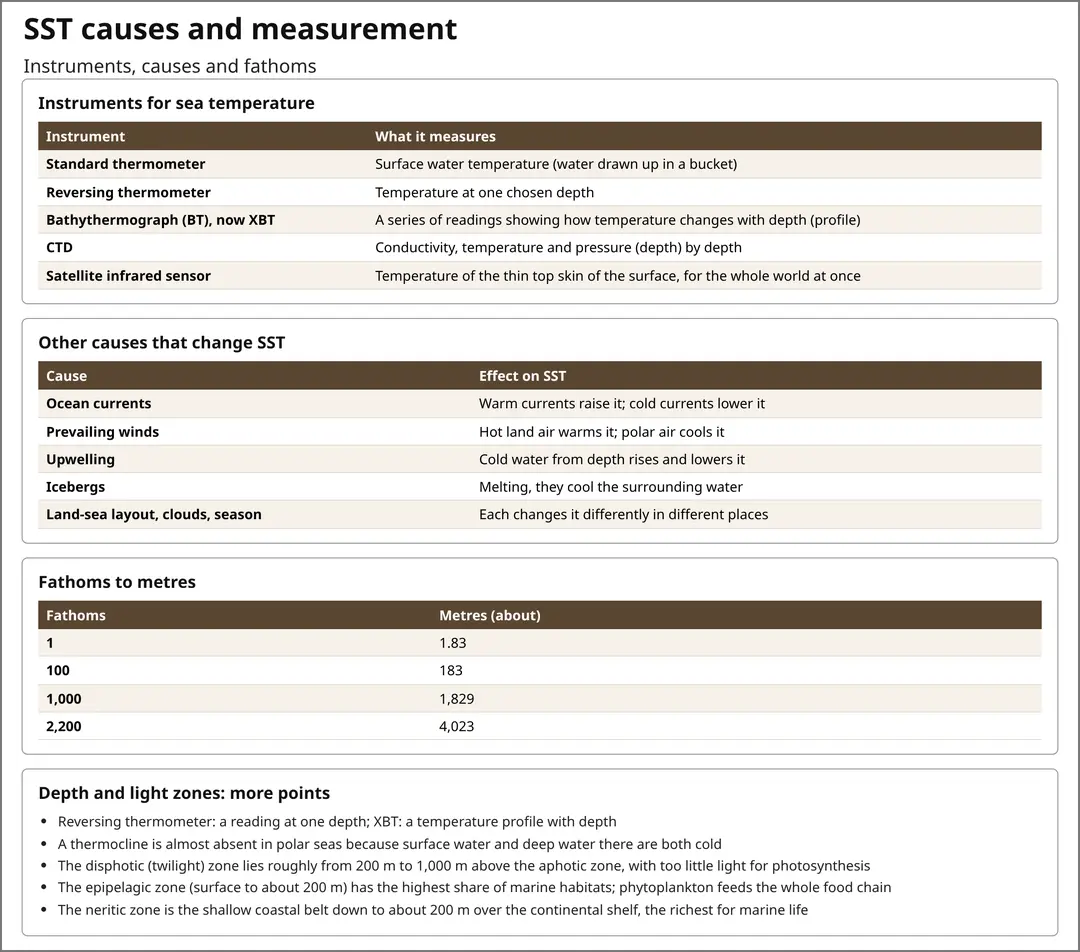 SST causes and measurement
Instruments, causes and fathoms
Instruments for sea temperature
Instrument What it measures
Standard thermometer Surface water temperature (water drawn up in a bucket)
Reversing thermometer Temperature at one chosen depth
Bathythermograph (BT), now XBT A series of readings showing how temperature changes with depth (profile)
CTD Conductivity, temperature and pressure (depth) by depth
Satellite infrared sensor Temperature of the thin top skin of the surface, for the whole world at once
Other causes that change SST
Cause Effect on SST
Ocean currents Warm currents raise it; cold currents lower it
Prevailing winds Hot land air warms it; polar air cools it
Upwelling Cold water from depth rises and lowers it
Icebergs Melting, they cool the surrounding water
Land-sea layout, clouds, season Each changes it differently in different places
Fathoms to metres
Fathoms Metres (about)
1 1.83
100 183
1,000 1,829
2,200 4,023
Depth and light zones: more points
• Reversing thermometer: a reading at one depth; XBT: a temperature profile with depth
• A thermocline is almost absent in polar seas because surface water and deep water there are both cold
• The disphotic (twilight) zone lies roughly from 200 m to 1,000 m above the aphotic zone, with too little light for photosynthesis
• The epipelagic zone (surface to about 200 m) has the highest share of marine habitats; phytoplankton feeds the whole food chain
• The neritic zone is the shallow coastal belt down to about 200 m over the continental shelf, the richest for marine life